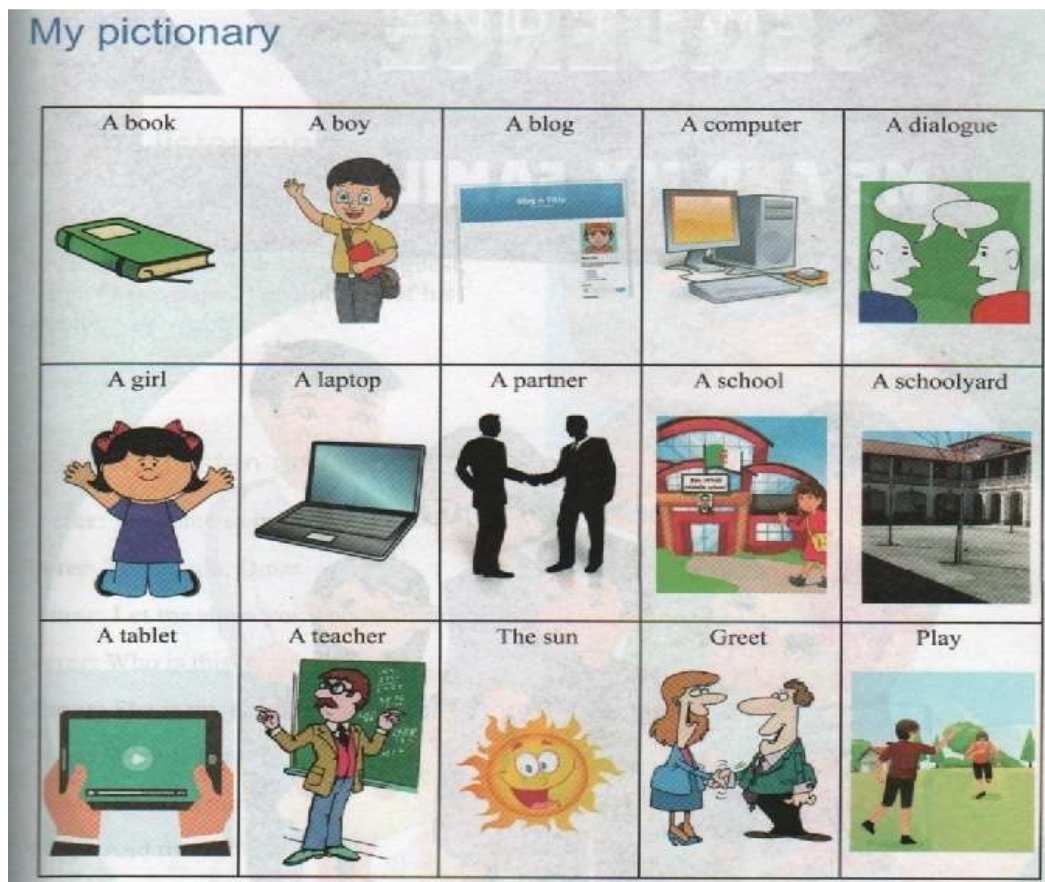 My pictionary
A book
A boy
A blog
A computer
A dialogue
A girl
A laptop
A partner
A school
A schoolyard
A tablet
A teacher
The sun
Greet
Play